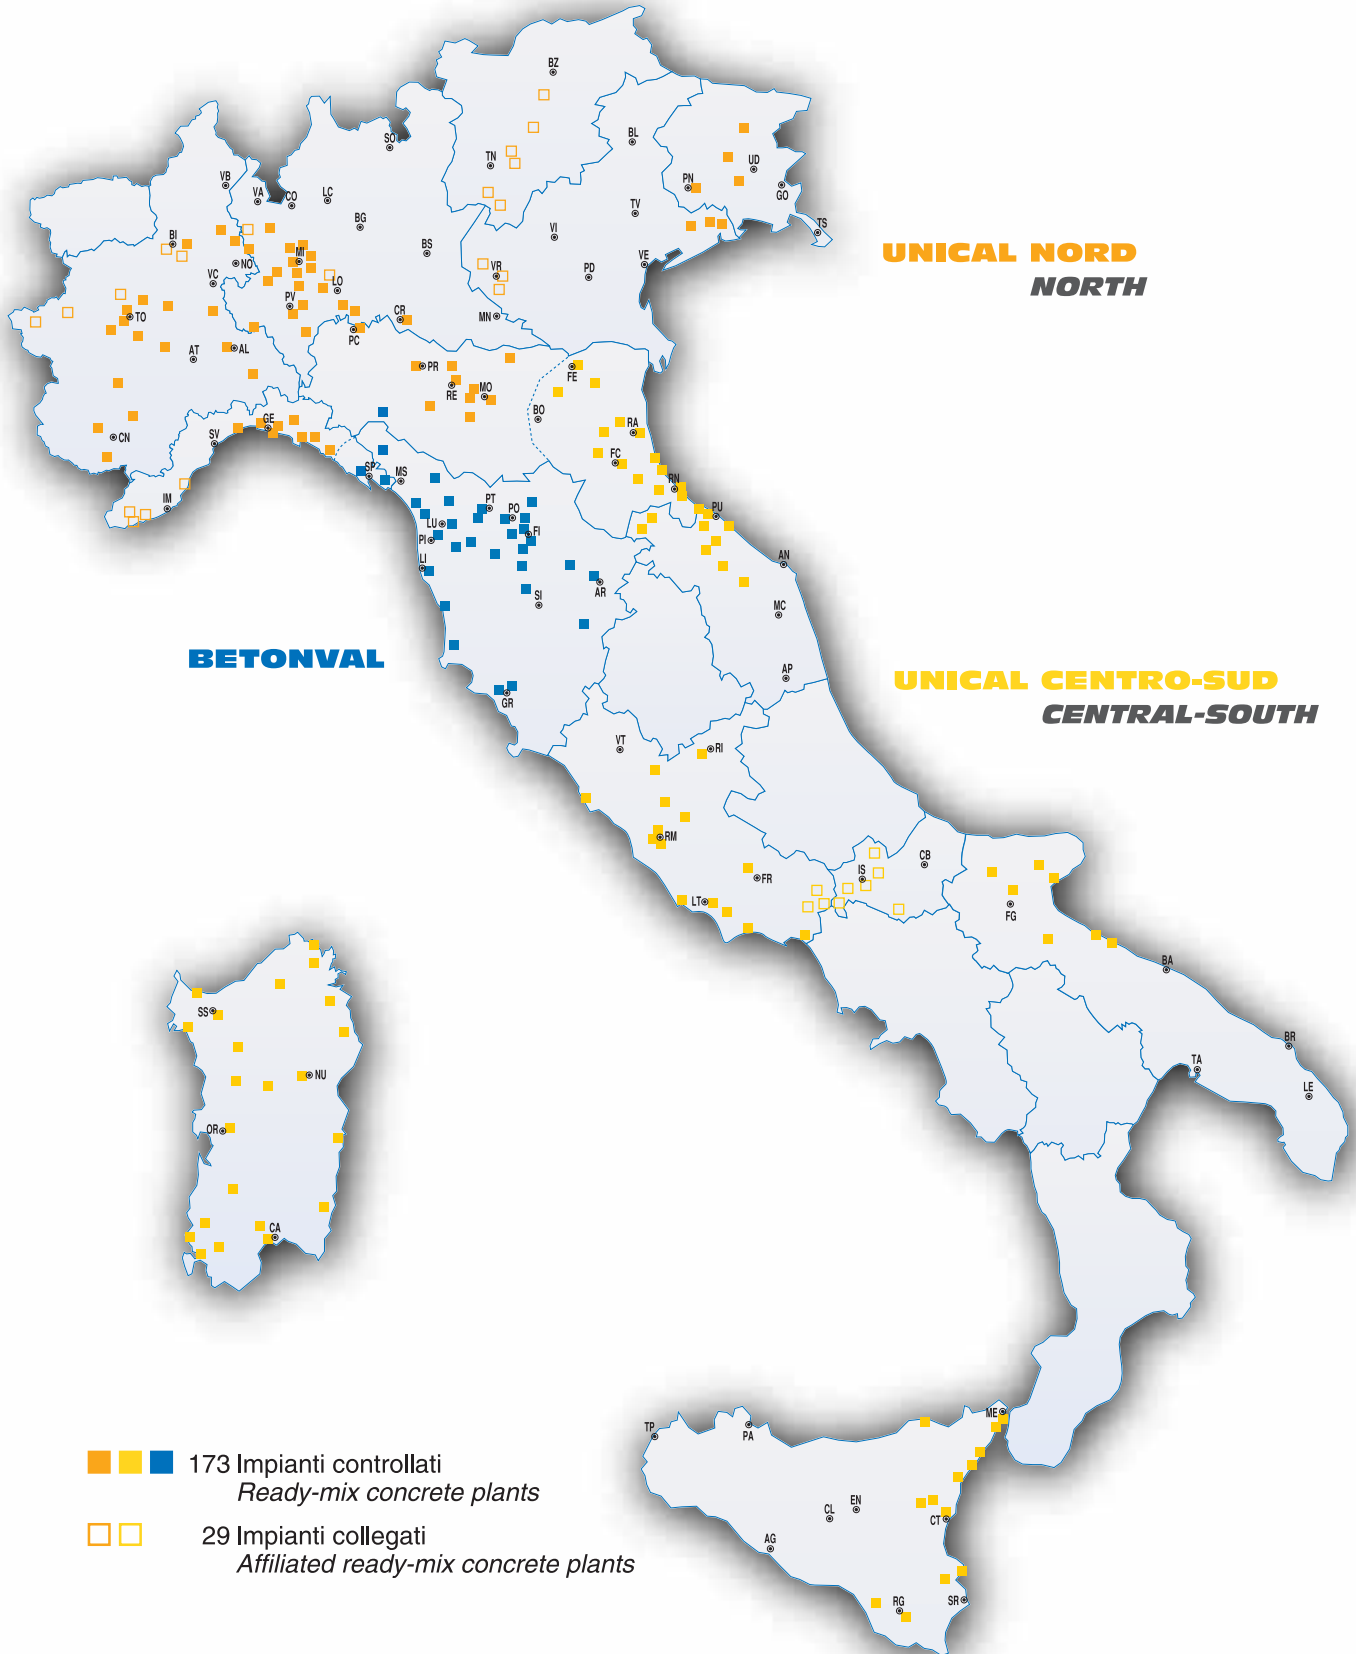 BZ
SO
BL
TN
UD
VB
PN
GO
VA
CO
LC
TV
TS
BG
BI
VI
BS
VE
UNICAL NORD
NORTH
MI
NO
VC
VR
PD
LO
PV
TO
CR
MN
PC
AT
AL
PR
FE
RE
MO
BO
GE
RA
SV
CN
FC
SP
MS
RN
IM
PT
PO
PU
LU
FI
PI
LI
AN
AR
SI
MC
BETONVAL
AP
UNICAL CENTRO-SUD
CENTRAL-SOUTH
GR
VT
RI
RM
CB
IS
FR
LT
FG
BA
SS
BR
TA
NU
LE
OR
CA
ME
TP
PA
173 Impianti controllati
Ready-mix concrete plants
EN
CL
CT
29 Impianti collegati
Affiliated ready-mix concrete plants
AG
RG
SR